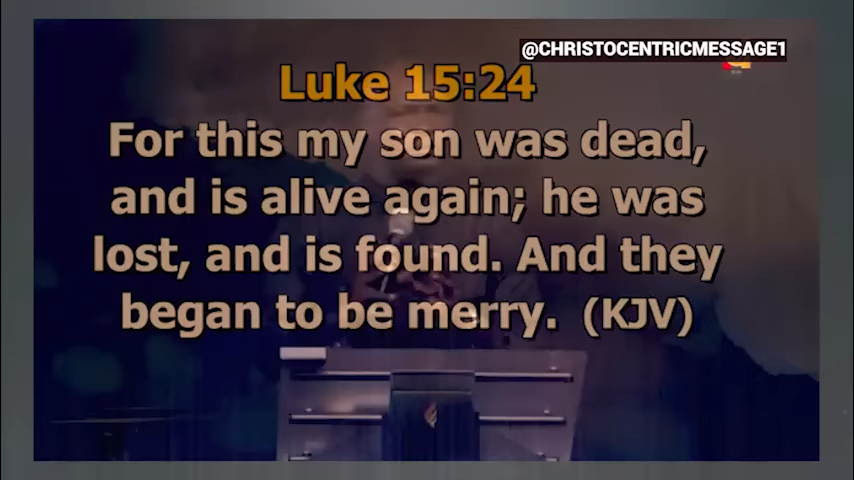 @CHRISTOCENTRICMESSAGE1
Luke 15:24
For this my son was dead,
and is alive again; he was
lost, and is found. And they
began to be merry. (KJV)